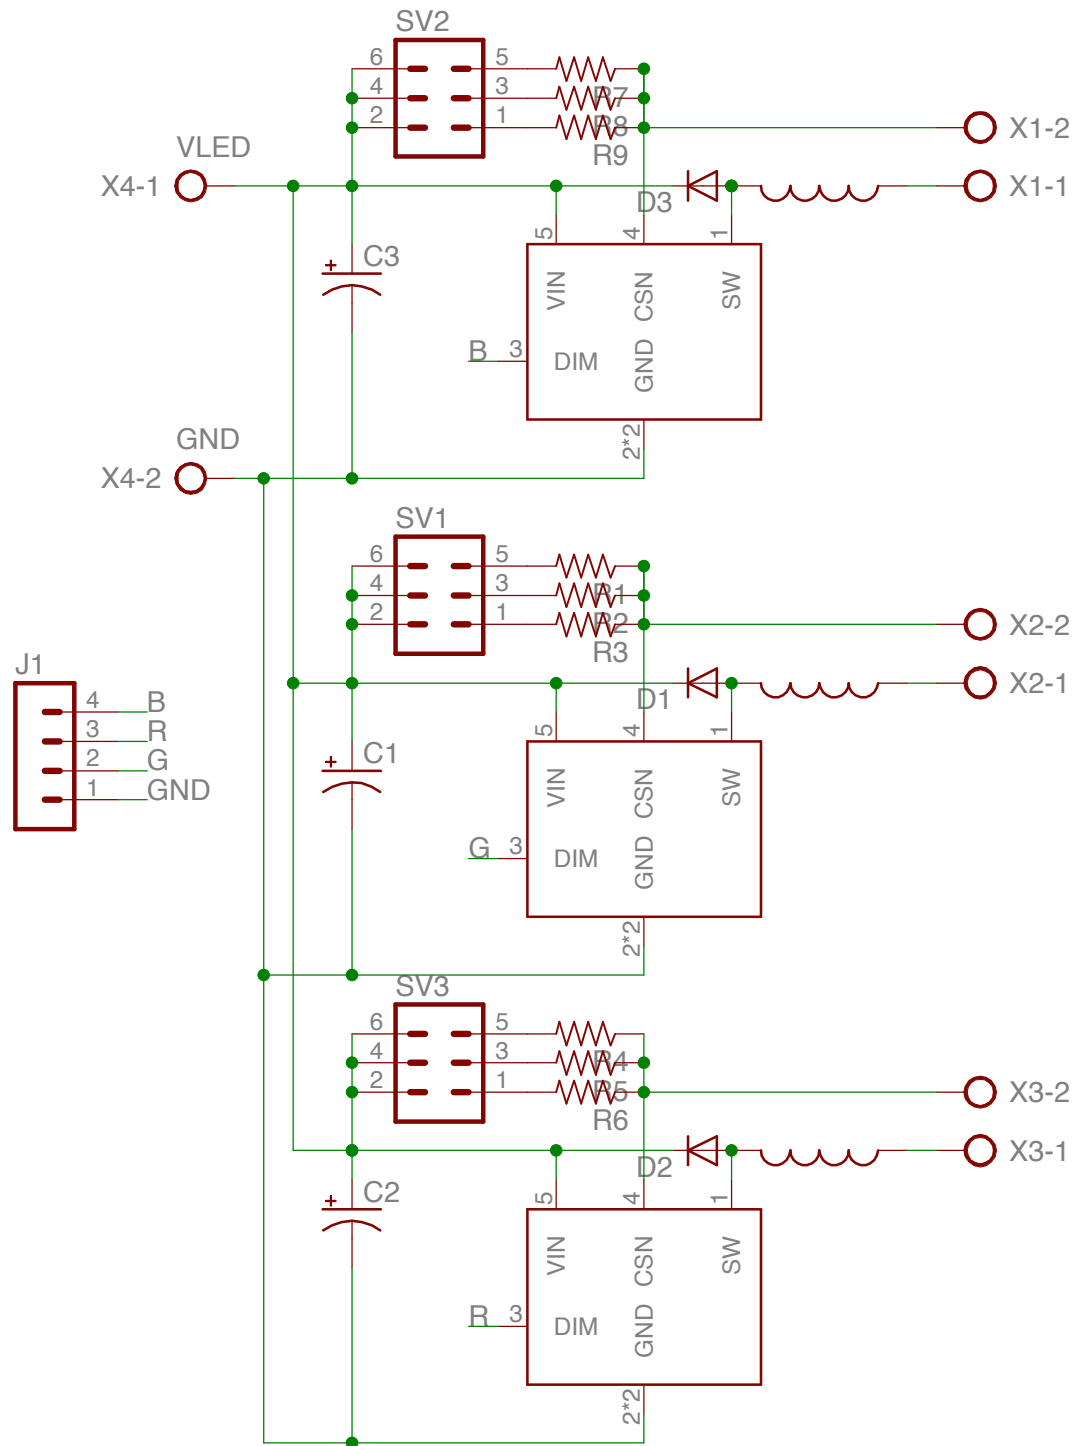 SV2
6 5
4 3
2 1
R7
R8
R9
X1-2
VLED
X4-1
X1-1
D3
5 4 1
C3
VIN CSN SW
B 3 DIM GND
2*2
GND
X4-2
SV1
6 5
4 3
2 1
R1
R2
R3
X2-2
X2-1
D1
5 4 1
J1
4 B
3 R
2 G
1 GND
C1
VIN CSN SW
G 3 DIM GND
2*2
SV3
6 5
4 3
2 1
R4
R5
R6
X3-2
X3-1
D2
5 4 1
C2
VIN CSN SW
R 3 DIM GND
2*2